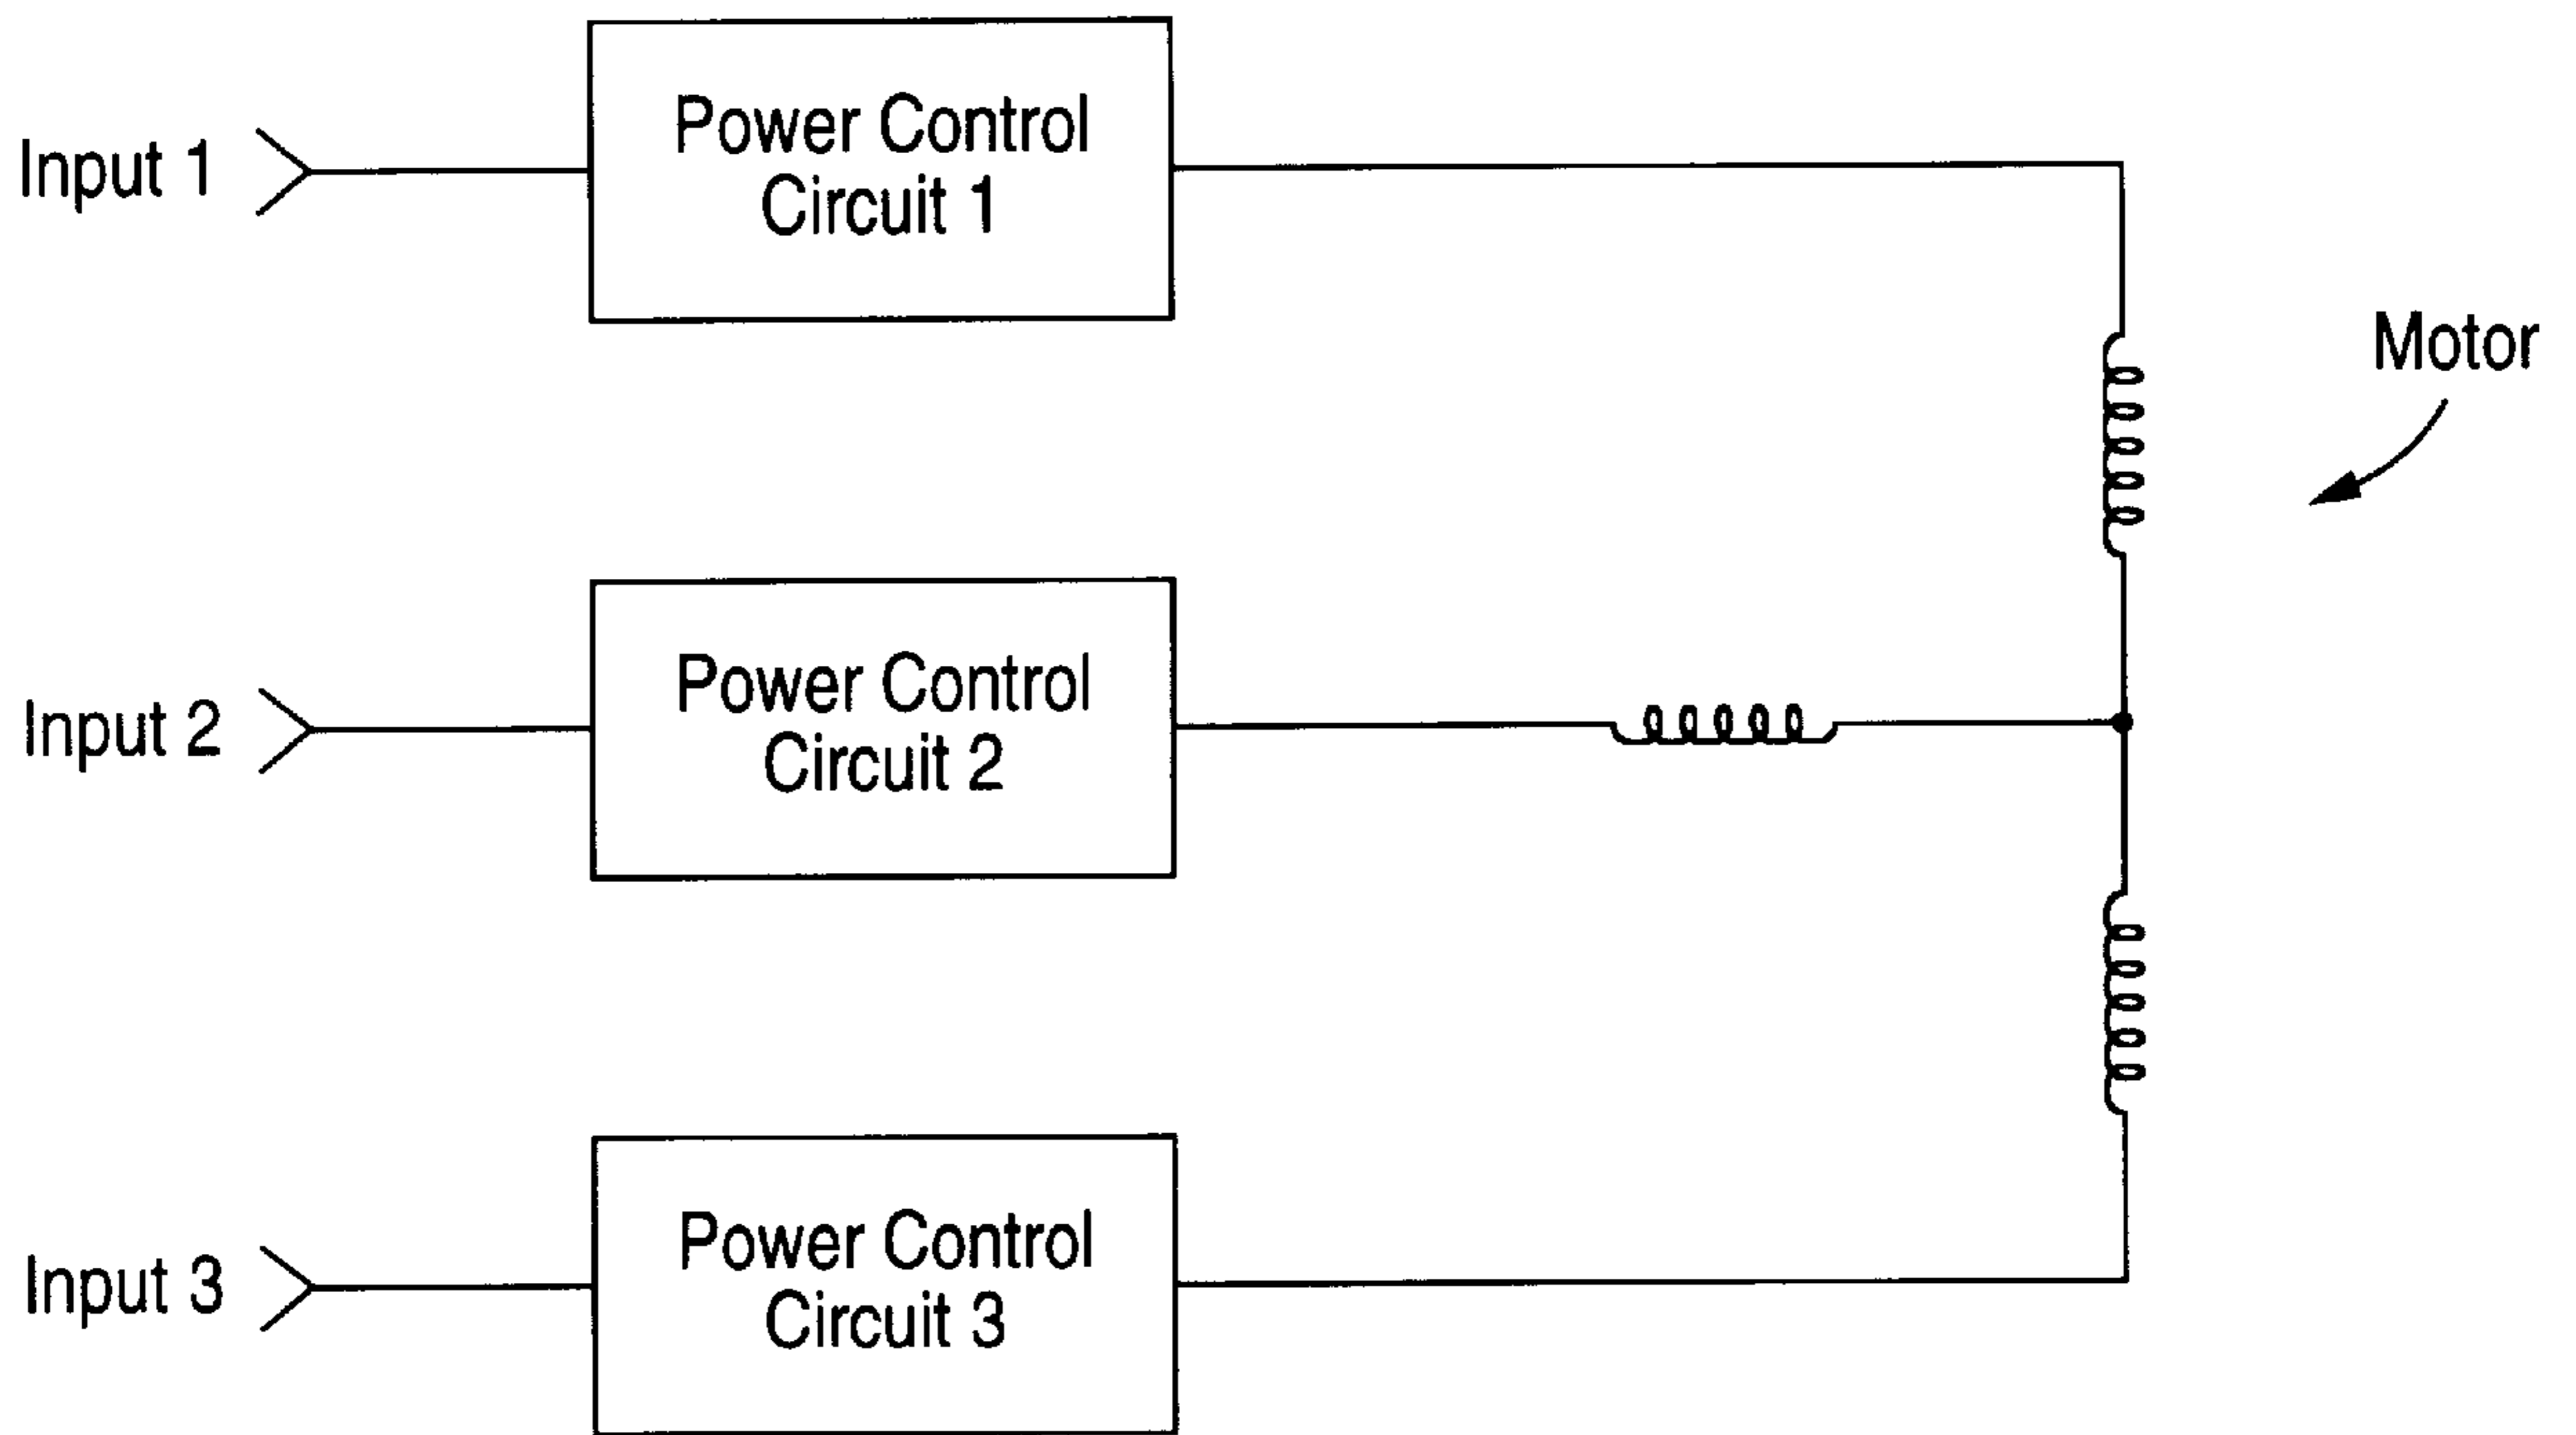 Input 1
Power Control
Circuit 1
Motor
Input 2
Power Control
Circuit 2
Input 3
Power Control
Circuit 3